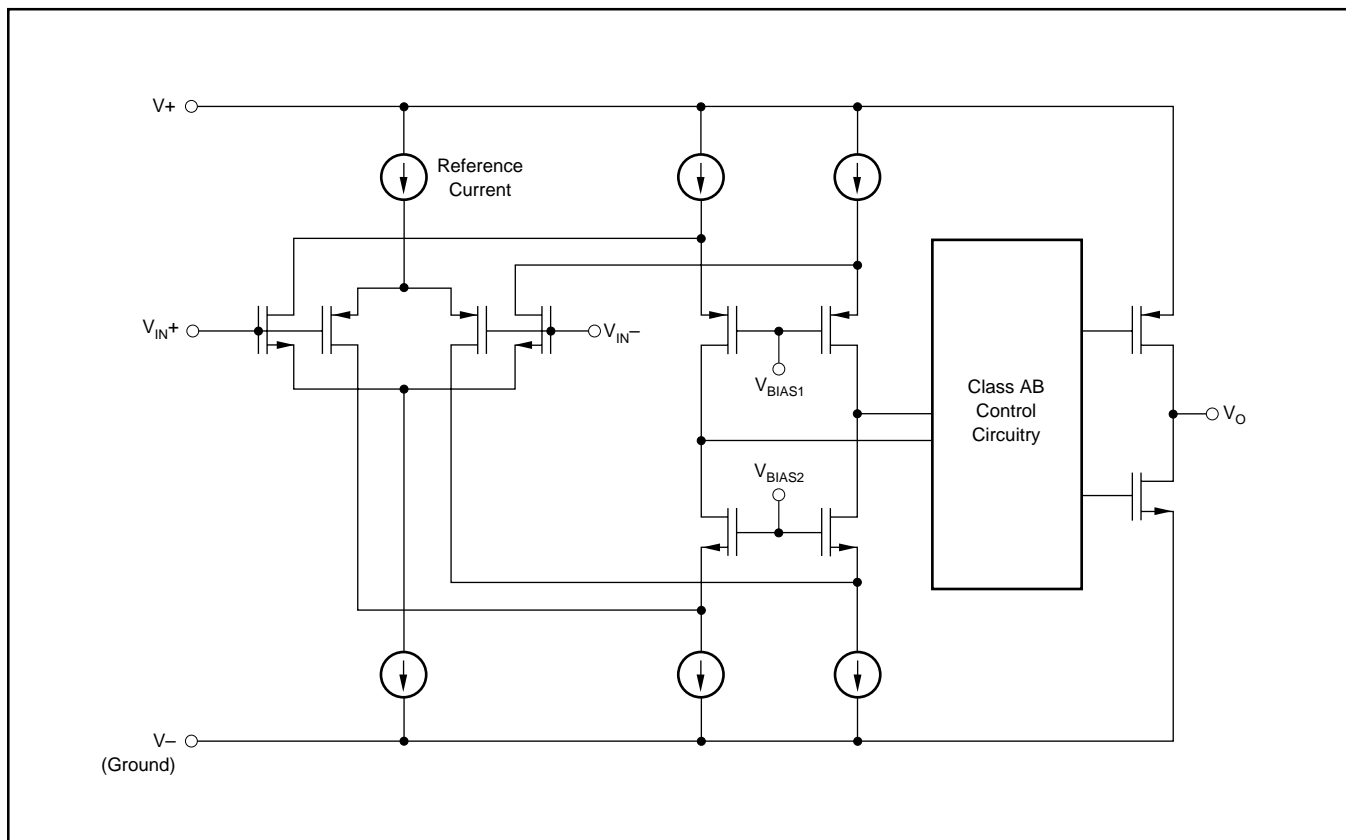 V+
Reference
Current
VIN+
VIN–
VBIAS1
Class AB
Control
Circuitry
VO
VBIAS2
V–
(Ground)